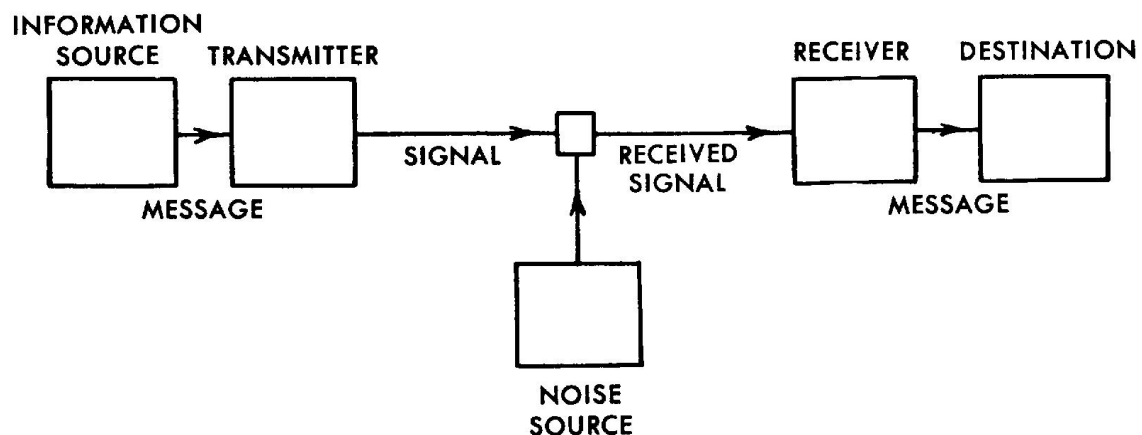 INFORMATION
SOURCE
TRANSMITTER
RECEIVER
DESTINATION
SIGNAL
RECEIVED
SIGNAL
MESSAGE
MESSAGE
NOISE
SOURCE